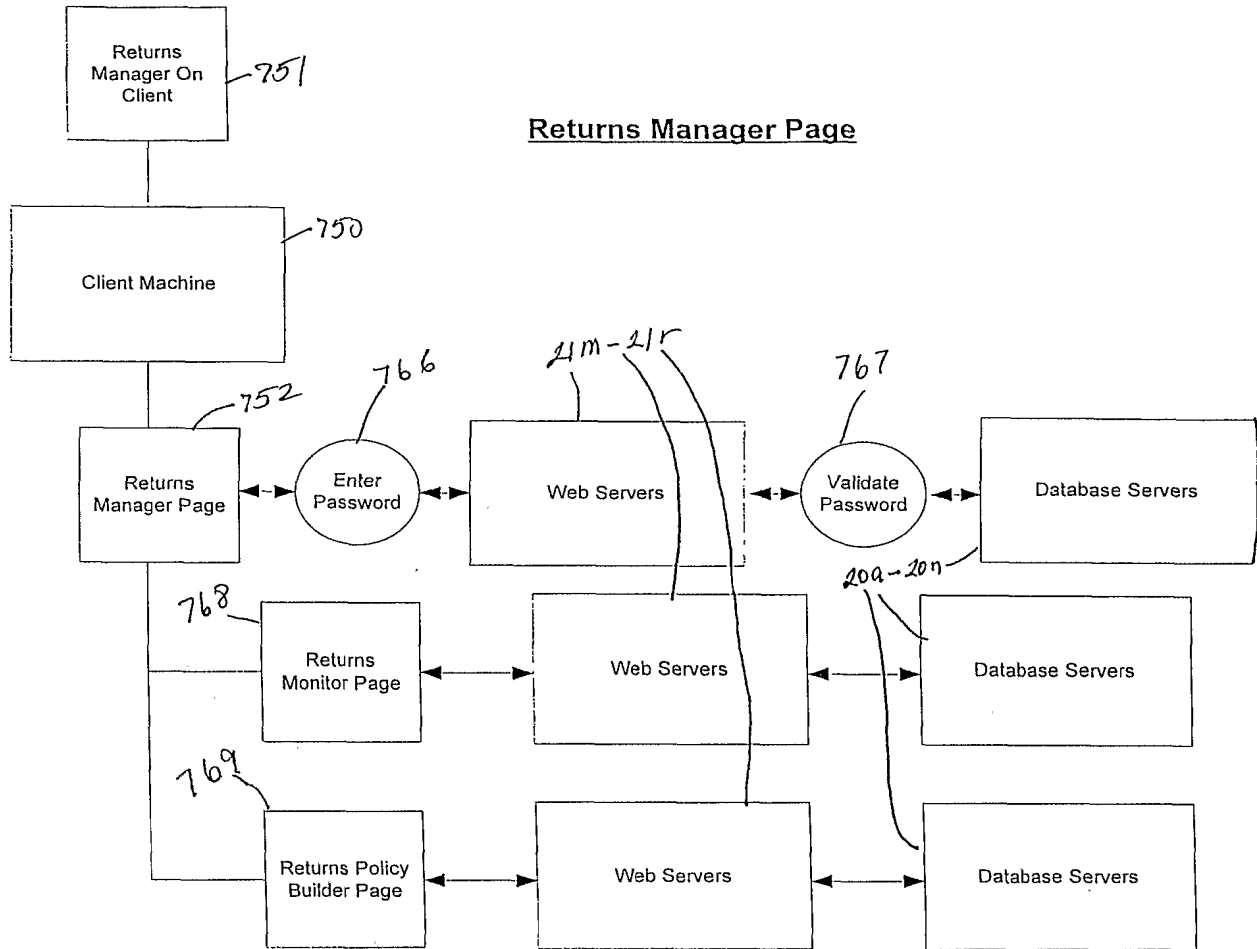 Returns
Manager On
Client
751
Returns Manager Page
750
Client Machine
21m-21r
766
767
752
Returns
Manager Page
Enter
Password
Web Servers
Validate
Password
Database Servers
20a-20n
768
Returns
Monitor Page
Web Servers
Database Servers
769
Returns Policy
Builder Page
Web Servers
Database Servers